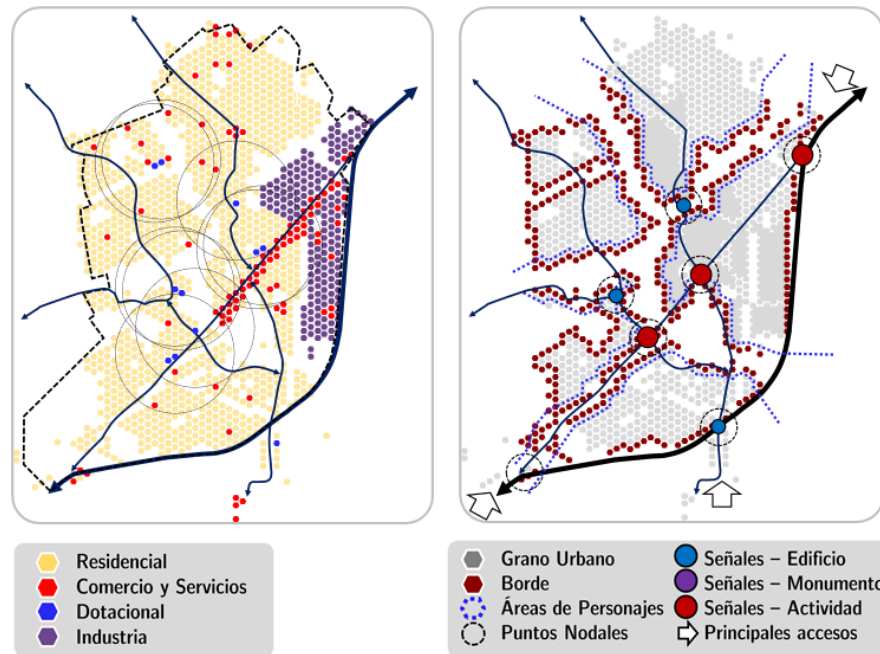 Residencial
Comercio y Servicios
Dotacional
Industria
Grano Urbano
Borde
Áreas de Personajes
Puntos Nodales
Señales – Edificio
Señales – Monumento
Señales – Actividad
Principales accesos